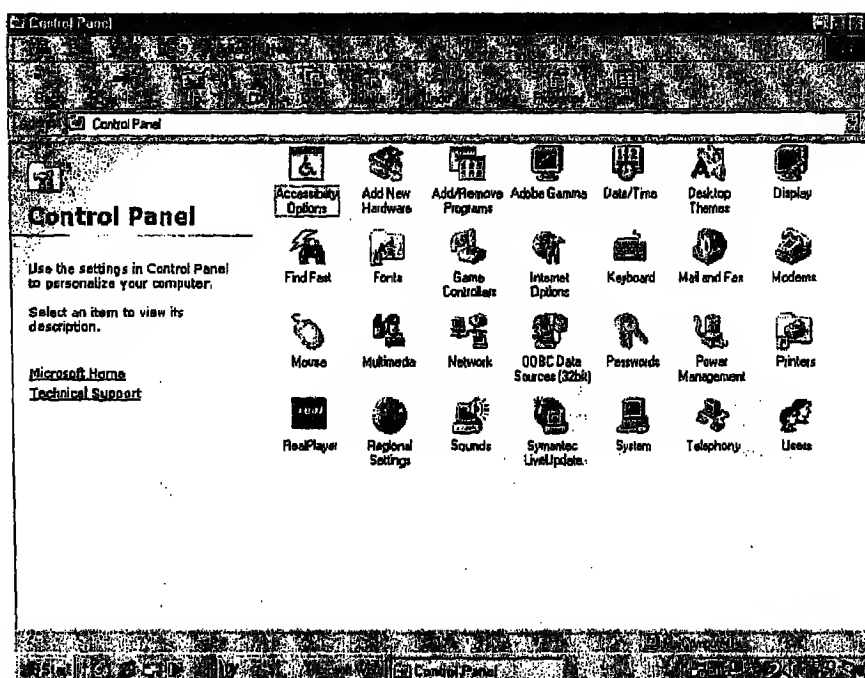 Control Panel
Control Panel
Control Panel
Use the settings in Control Panel
to personalize your computer.
Select an item to view its
description.
Microsoft Home
Technical Support
Accessibility
Options
Add New
Hardware
Add/Remove
Programs
Adobe Gamma
Date/Time
Desktop
Themes
Display
Find Fast
Fonts
Game
Controllers
Internet
Options
Keyboard
Mail and Fax
Modems
Mouse
Multimedia
Network
ODBC Data
Sources (32bit)
Passwords
Power
Management
Printers
real
RealPlayer
Regional
Settings
Sounds
Symantec
LiveUpdate
System
Telephony
Users
Start
Control Panel